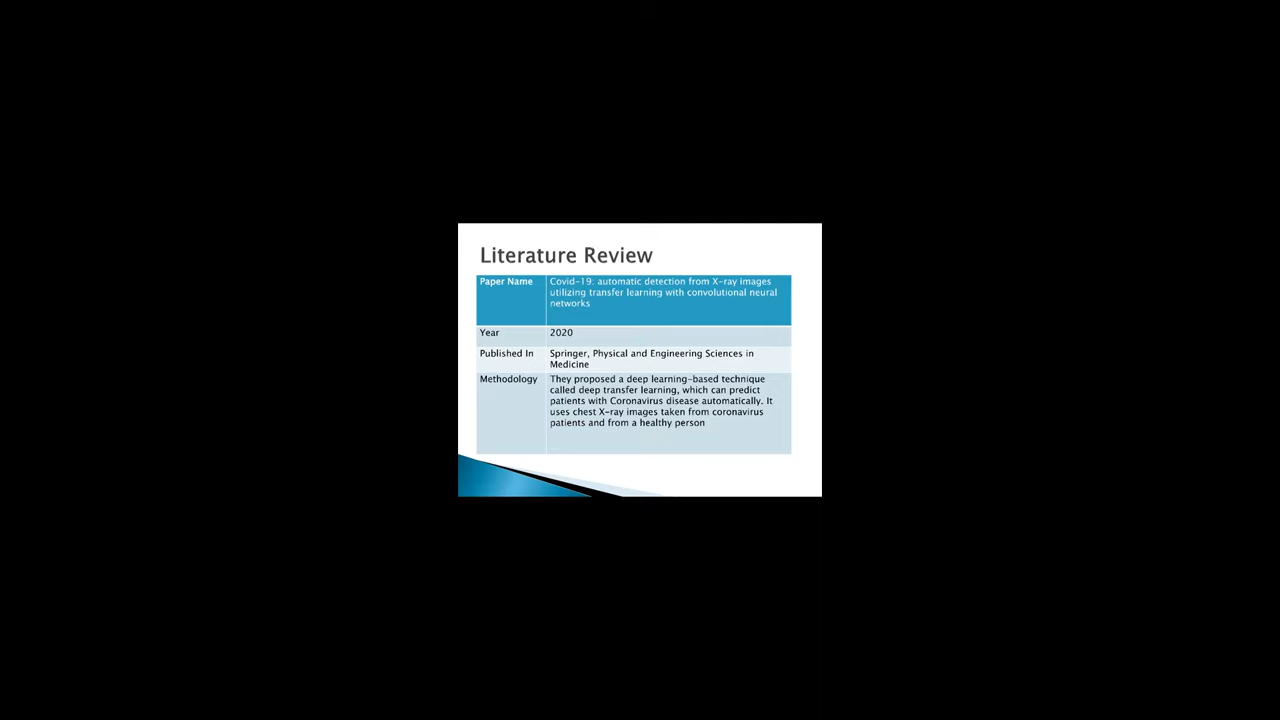 Literature Review
Paper Name
Covid-19: automatic detection from X-ray images
utilizing transfer learning with convolutional neural
networks
Year
2020
Published In
Springer, Physical and Engineering Sciences in
Medicine
Methodology
They proposed a deep learning-based technique
called deep transfer learning, which can predict
patients with Coronavirus disease automatically. It
uses chest X-ray images taken from coronavirus
patients and from a healthy person